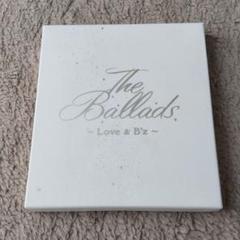 The
Ballads
~ Love & B'z ~